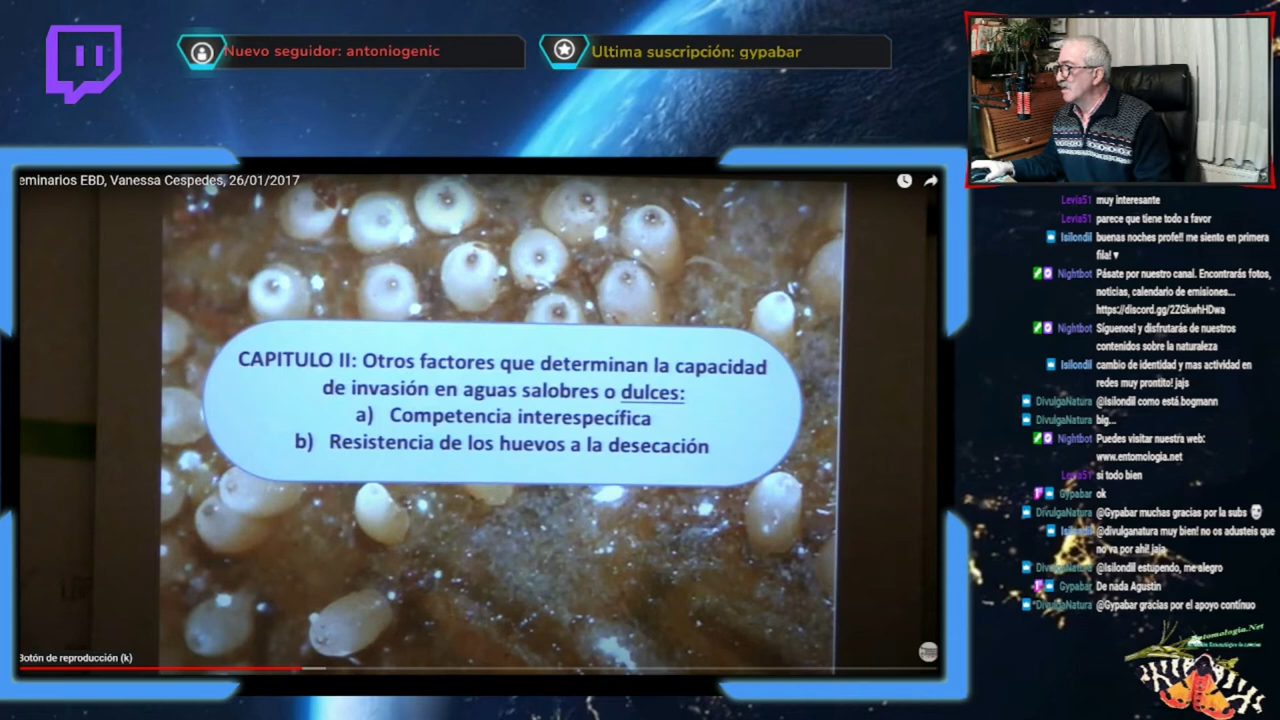 Nuevo seguidor: antoniogenic
Ultima suscripción: gypabar
eminarios EBD, Vanessa Cespedes, 26/01/2017
CAPITULO II: Otros factores que determinan la capacidad
de invasión en aguas salobres o dulces:
a) Competencia interespecífica
b) Resistencia de los huevos a la desecación
Botón de reproducción (k)
Levia51 muy interesante
Levia51 parece que tiene todo a favor
Isilondil buenas noches profe!! me siento en primera
fila! ♥
Nightbot Pásate por nuestro canal. Encontrarás fotos,
noticias, calendario de emisiones...
https://discord.gg/2ZGkwhHDwa
Nightbot Síguenos! y disfrutarás de nuestros
contenidos sobre la naturaleza
Isilondil cambio de identidad y mas actividad en
redes muy prontito! jajs
DivulgaNatura @Isilondil como está.bogmann
DivulgaNatura big...
Nightbot Puedes visitar nuestra web:
www.entomologia.net
Levia51 si todo bien
Gypabar ok
DivulgaNatura @Gypabar muchas gracias por la subs
Isilondil @divulganatura muy bien! no os adusteis que
no va por ahi! jaja
DivulgaNatura @Isilondil estupendo, me alegro
Gypabar De nada Agustin
DivulgaNatura @Gypabar gracias por el apoyo contínuo
Entomologia.Net